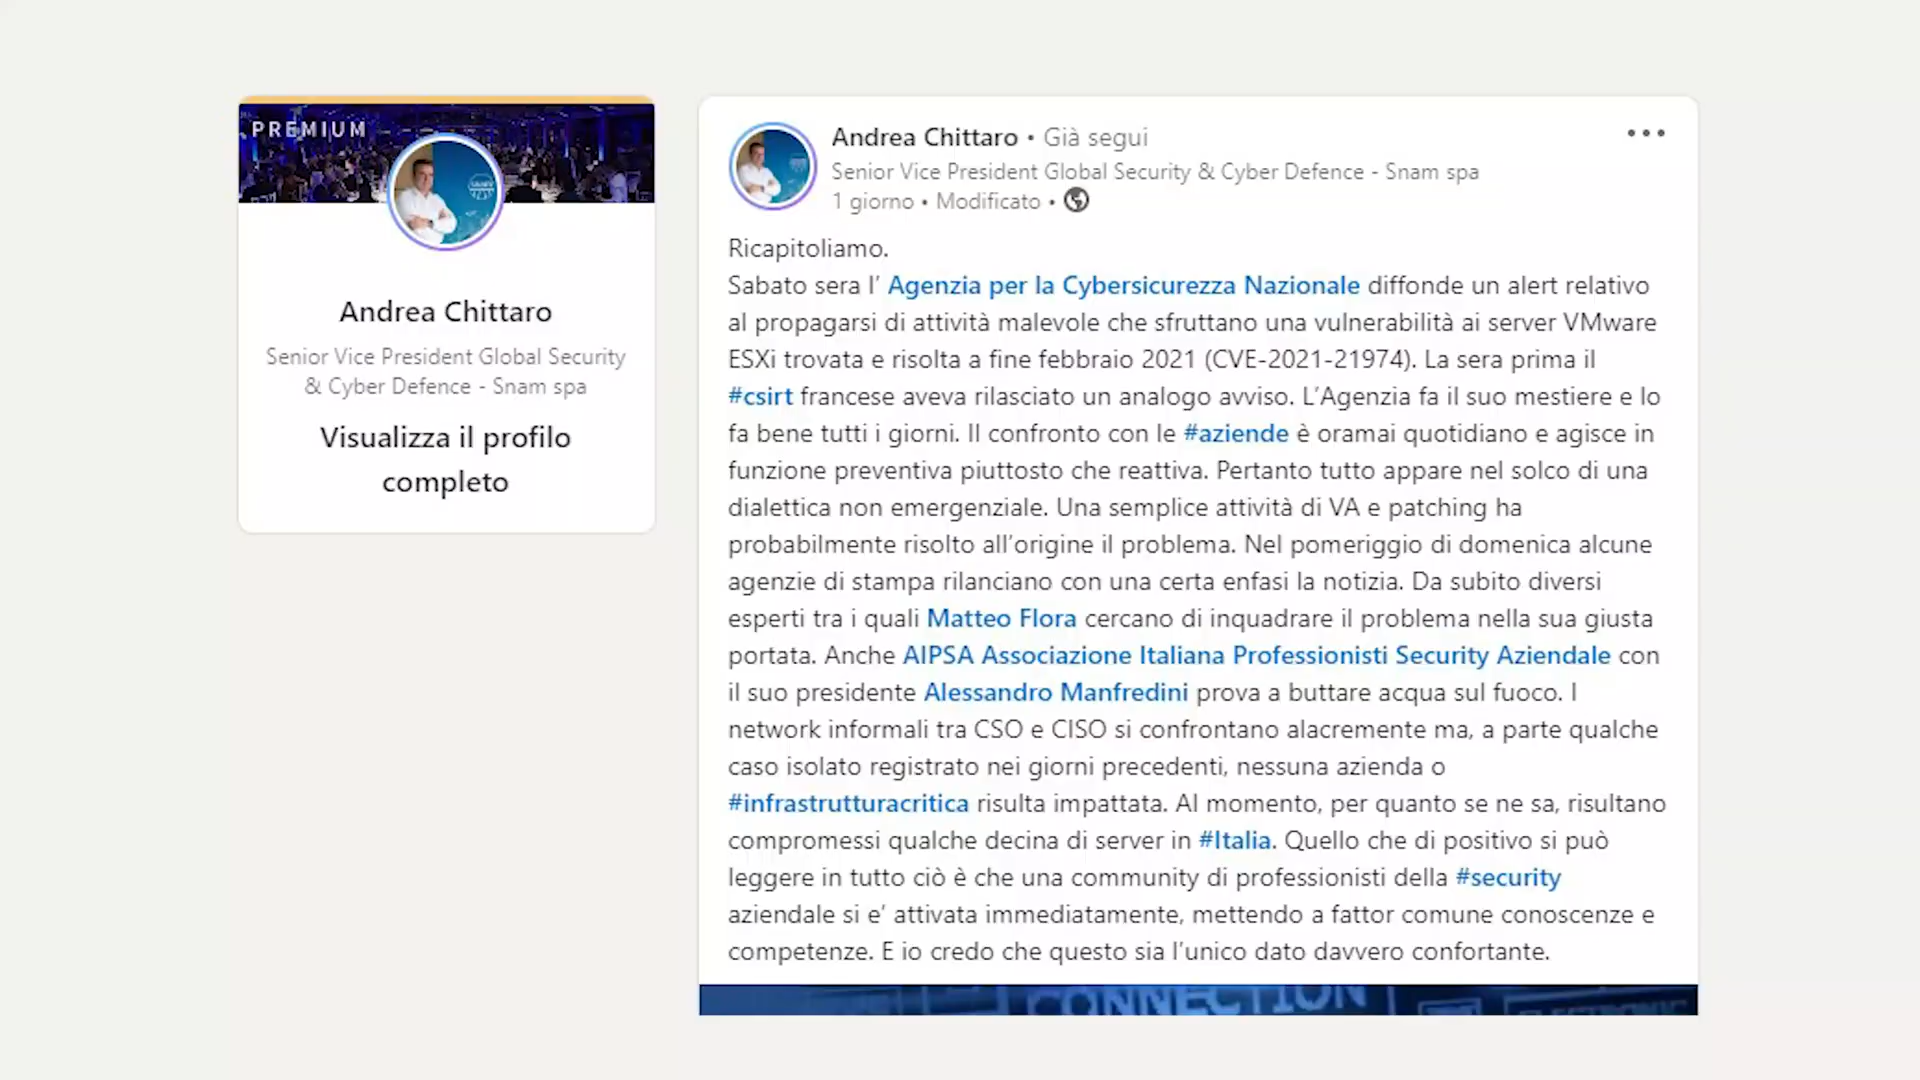 PREMIUM
Andrea Chittaro
Senior Vice President Global Security
& Cyber Defence - Snam spa
Visualizza il profilo
completo
Andrea Chittaro • Già segui
Senior Vice President Global Security & Cyber Defence - Snam spa
1 giorno • Modificato •
Ricapitoliamo.
Sabato sera l’ Agenzia per la Cybersicurezza Nazionale diffonde un alert relativo
al propagarsi di attività malevole che sfruttano una vulnerabilità ai server VMware
ESXi trovata e risolta a fine febbraio 2021 (CVE-2021-21974). La sera prima il
#csirt francese aveva rilasciato un analogo avviso. L’Agenzia fa il suo mestiere e lo
fa bene tutti i giorni. Il confronto con le #aziende è oramai quotidiano e agisce in
funzione preventiva piuttosto che reattiva. Pertanto tutto appare nel solco di una
dialettica non emergenziale. Una semplice attività di VA e patching ha
probabilmente risolto all’origine il problema. Nel pomeriggio di domenica alcune
agenzie di stampa rilanciano con una certa enfasi la notizia. Da subito diversi
esperti tra i quali Matteo Flora cercano di inquadrare il problema nella sua giusta
portata. Anche AIPSA Associazione Italiana Professionisti Security Aziendale con
il suo presidente Alessandro Manfredini prova a buttare acqua sul fuoco. I
network informali tra CSO e CISO si confrontano alacremente ma, a parte qualche
caso isolato registrato nei giorni precedenti, nessuna azienda o
#infrastrutturacritica risulta impattata. Al momento, per quanto se ne sa, risultano
compromessi qualche decina di server in #Italia. Quello che di positivo si può
leggere in tutto ciò è che una community di professionisti della #security
aziendale si e’ attivata immediatamente, mettendo a fattor comune conoscenze e
competenze. E io credo che questo sia l’unico dato davvero confortante.
CONNECTION
ELECTRONIC